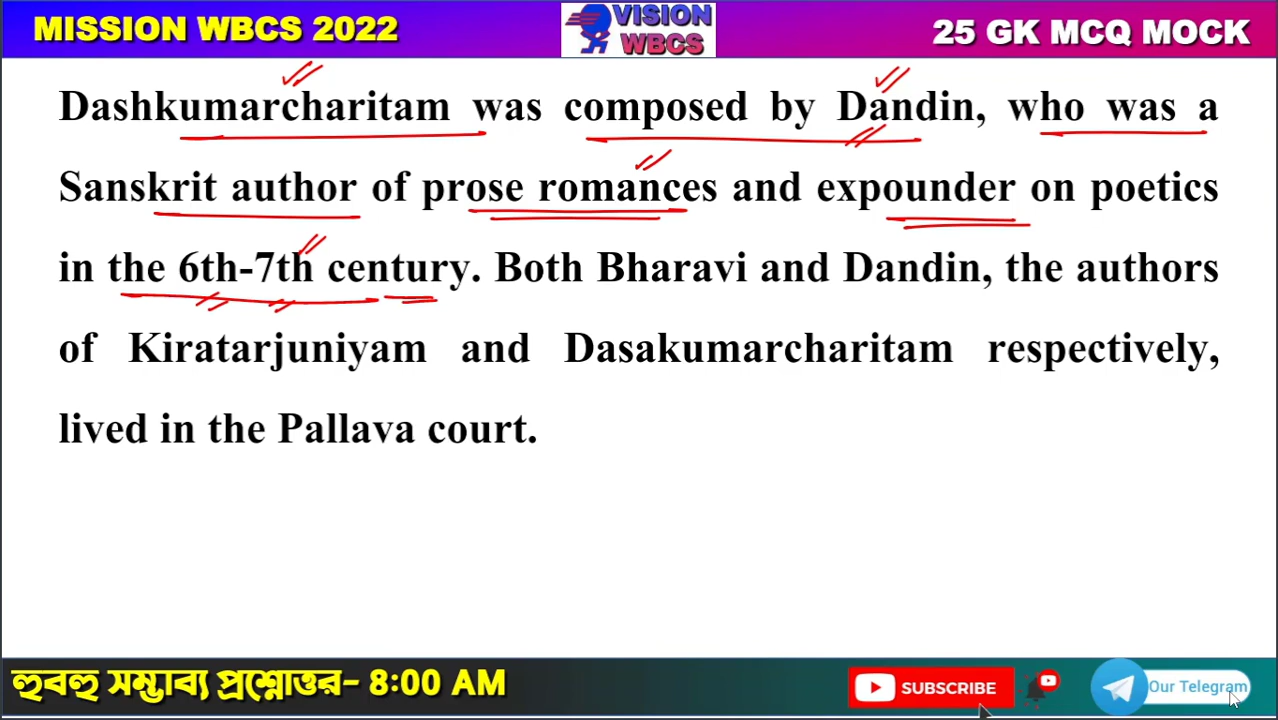 MISSION WBCS 2022
VISION
WBCS
25 GK MCQ MOCK
Dashkumarcharitam was composed by Dandin, who was a
Sanskrit author of prose romances and expounder on poetics
in the 6th-7th century. Both Bharavi and Dandin, the authors
of Kiratarjuniyam and Dasakumarcharitam respectively,
lived in the Pallava court.
হুবহু সম্ভাব্য প্রশ্নোত্তর- 8:00 AM
SUBSCRIBE
Our Telegram